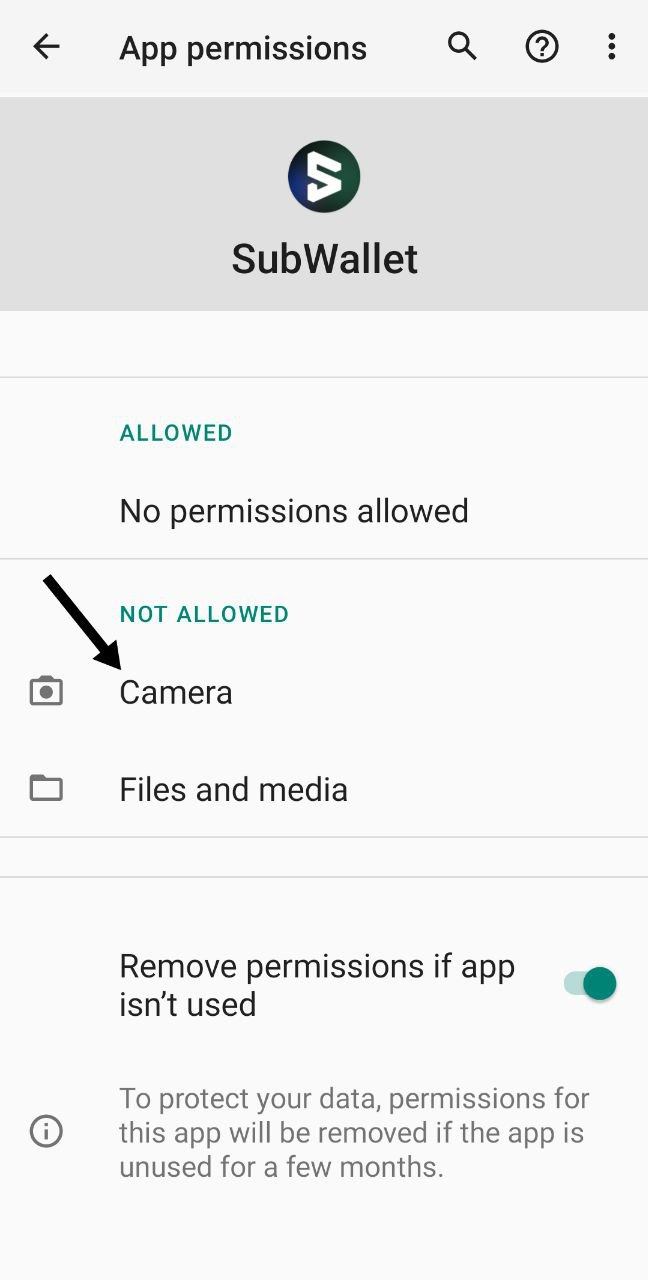 App permissions
SubWallet
ALLOWED
No permissions allowed
NOT ALLOWED
Camera
Files and media
Remove permissions if app
isn’t used
To protect your data, permissions for
this app will be removed if the app is
unused for a few months.